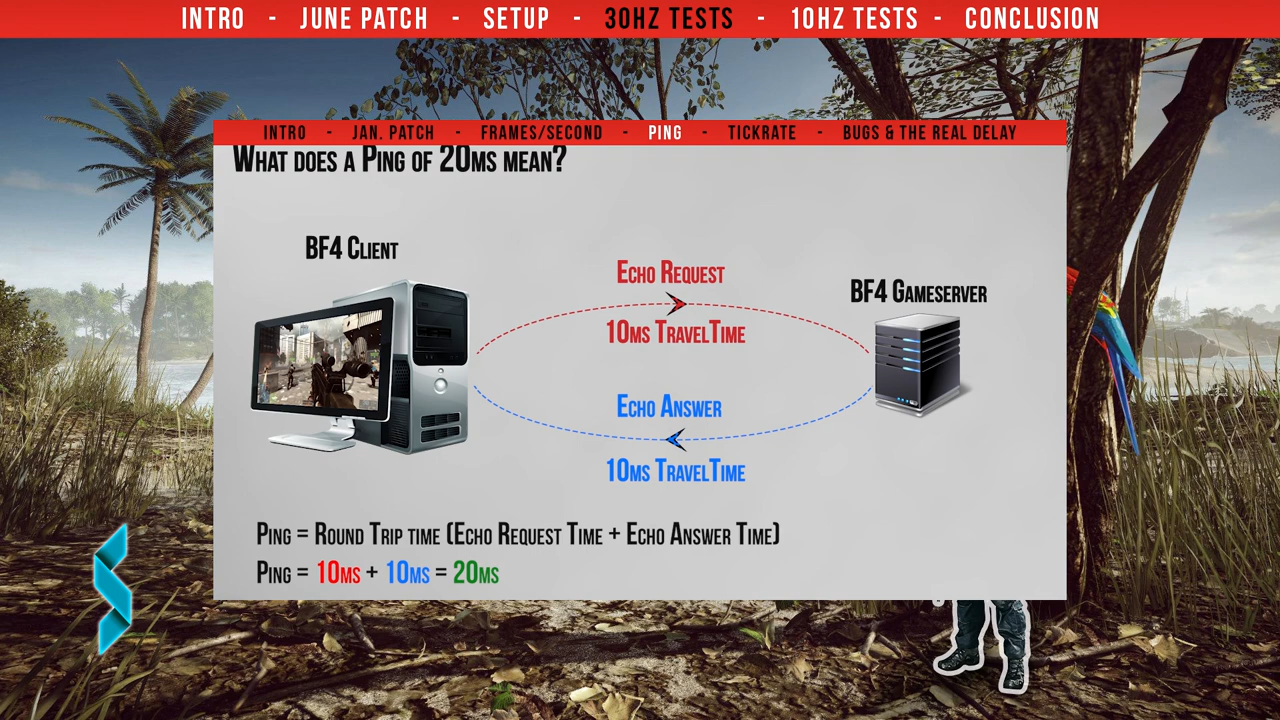 INTRO - JUNE PATCH - SETUP - 30HZ TESTS - 10HZ TESTS - CONCLUSION
INTRO - JAN. PATCH - FRAMES/SECOND - PING - TICKRATE - BUGS & THE REAL DELAY
What does a Ping of 20ms mean?
BF4 Client
Echo Request
BF4 Gameserver
10ms TravelTime
Echo Answer
10ms TravelTime
Ping = Round Trip time (Echo Request Time + Echo Answer Time)
Ping = 10ms + 10ms = 20ms